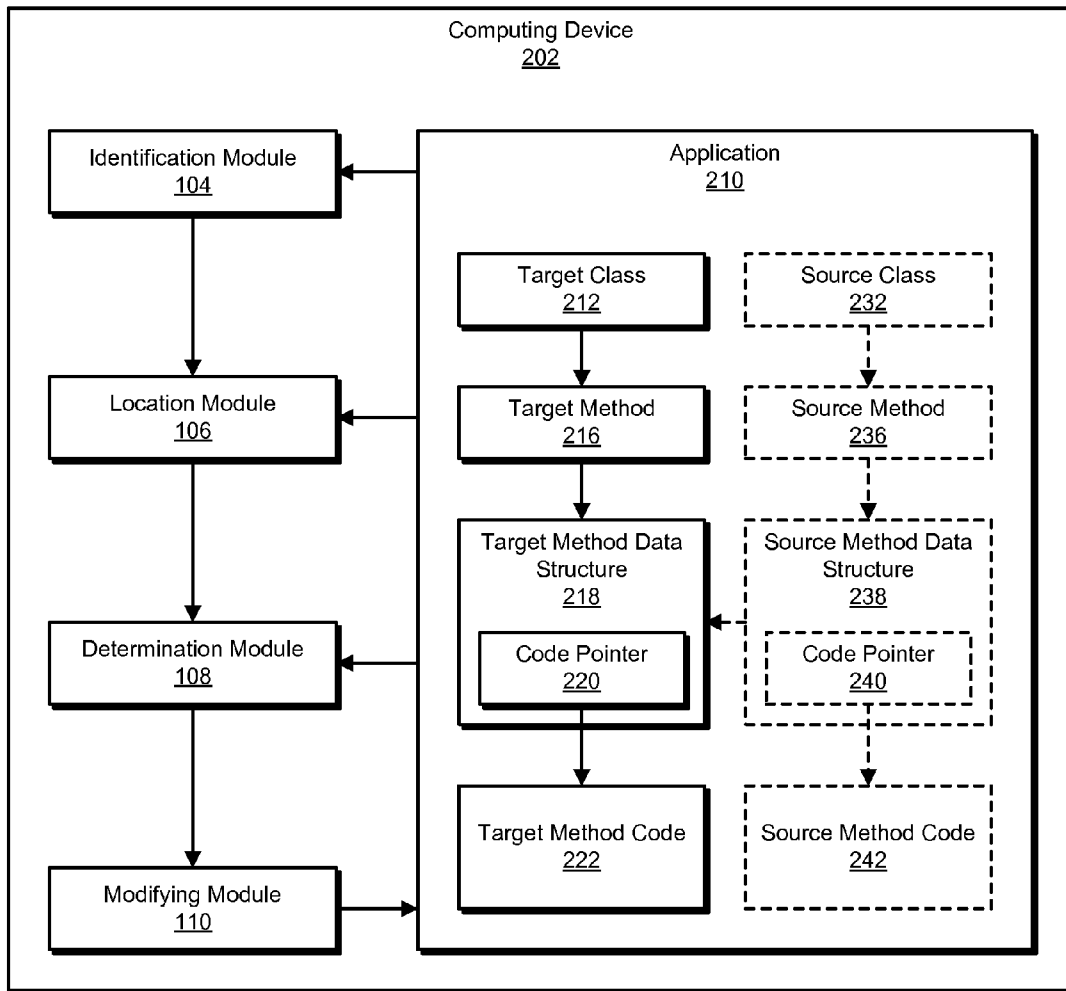 Computing Device
202
Identification Module
104
Application
210
Target Class
212
Source Class
232
Location Module
106
Target Method
216
Source Method
236
Target Method Data
Structure
218
Source Method Data
Structure
238
Determination Module
108
Code Pointer
220
Code Pointer
240
Target Method Code
222
Source Method Code
242
Modifying Module
110